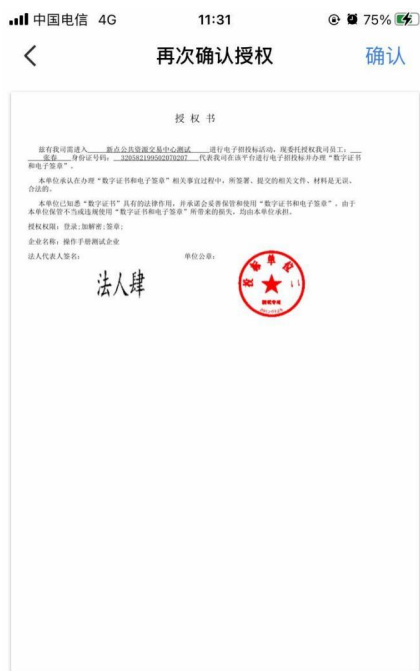 中国电信 4G 11:31 75%
再次确认授权 确认
授 权 书
兹有我司需进入 新点公共资源交易中心测试 进行电子招投标活动，现委托授权我司员工：
张春 身份证号码： 320582199502070207 代表我司在该平台进行电子招投标并办理“数字证书
和电子签章”。
本单位承认在办理“数字证书和电子签章”相关事宜过程中，所签署、提交的相关文件、材料是无误、
合法的。
本单位已知悉“数字证书”具有的法律作用，并承诺会妥善保管和使用“数字证书和电子签章”。由于
本单位保管不当或违规使用“数字证书和电子签章”所带来的损失，均由本单位承担。
授权权限：登录;加解密;签章;
企业名称：操作手册测试企业
法人代表人签名： 单位公章：
法人肆
投标单位二